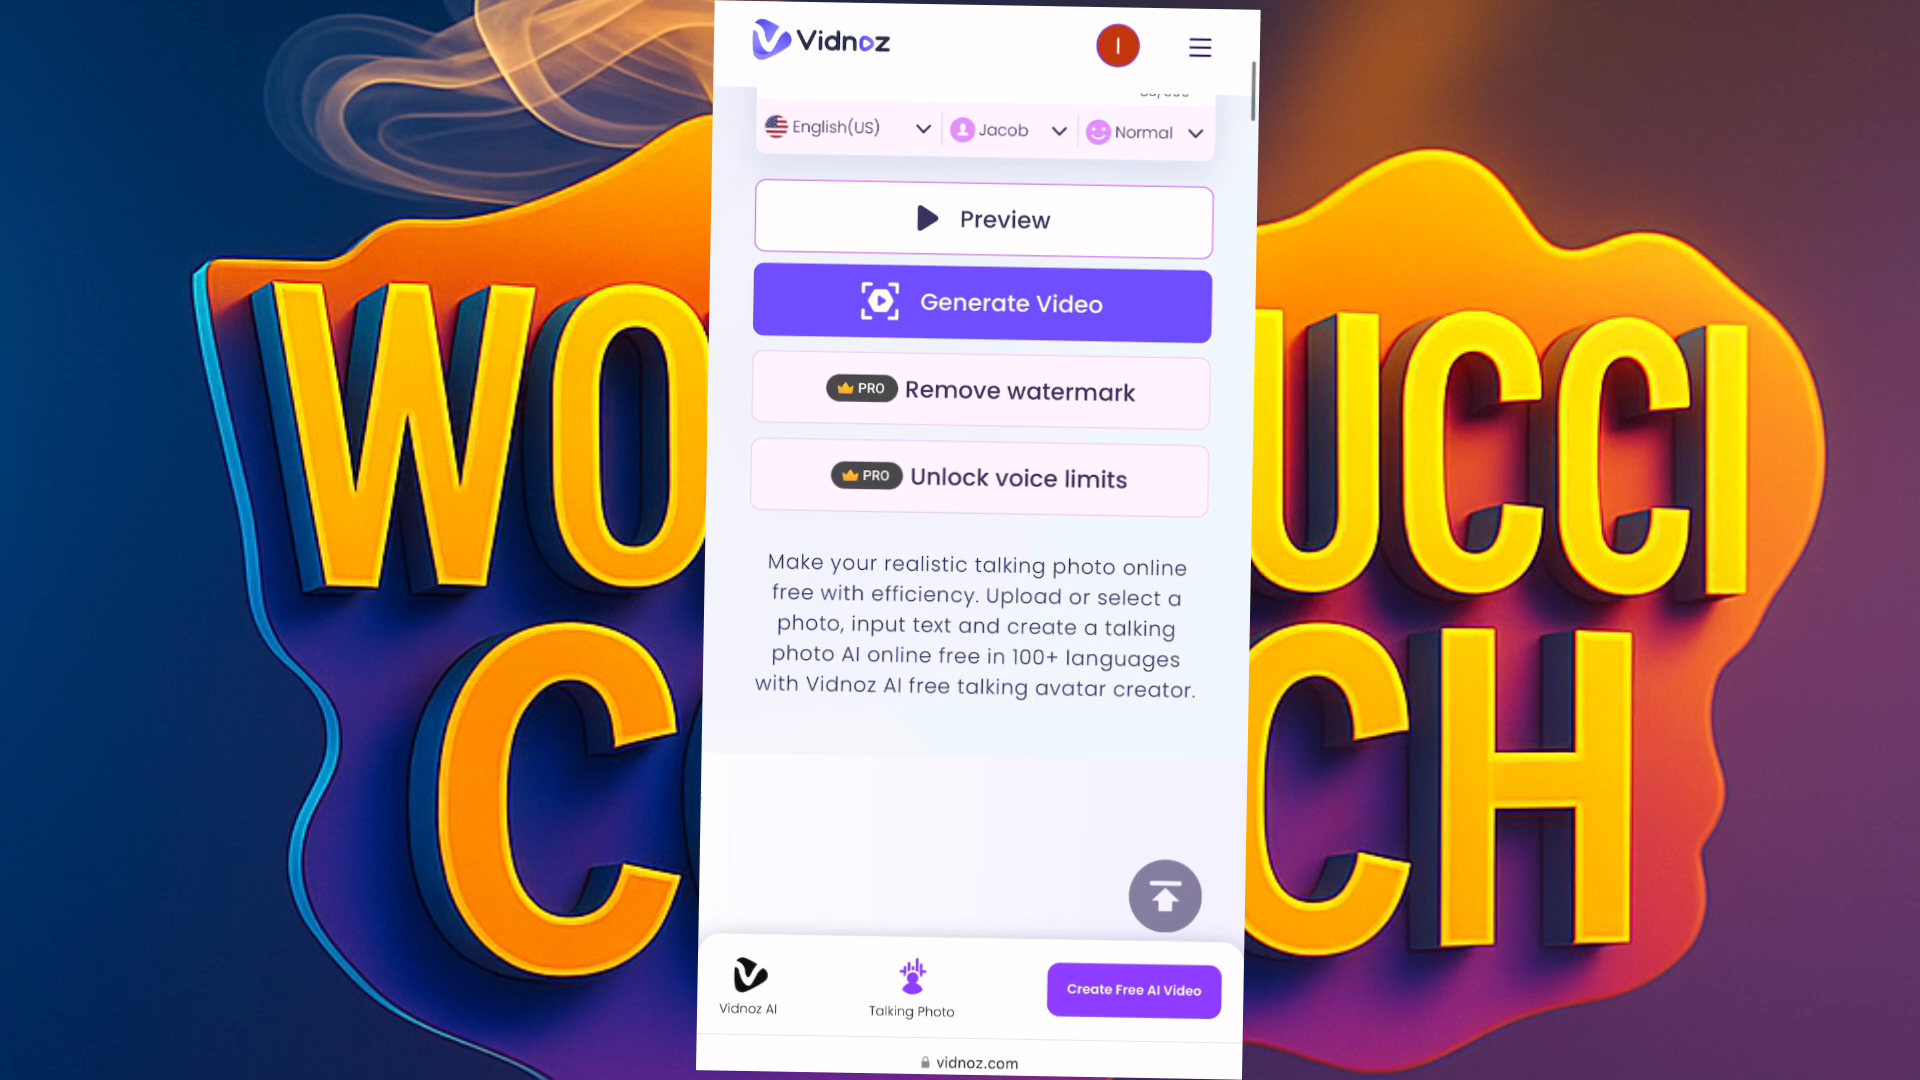 Vidnoz
I
English(US)
Jacob
Normal
Preview
Generate Video
PRO Remove watermark
PRO Unlock voice limits
Make your realistic talking photo online
free with efficiency. Upload or select a
photo, input text and create a talking
photo AI online free in 100+ languages
with Vidnoz AI free talking avatar creator.
Vidnoz AI
Talking Photo
Create Free AI Video
vidnoz.com